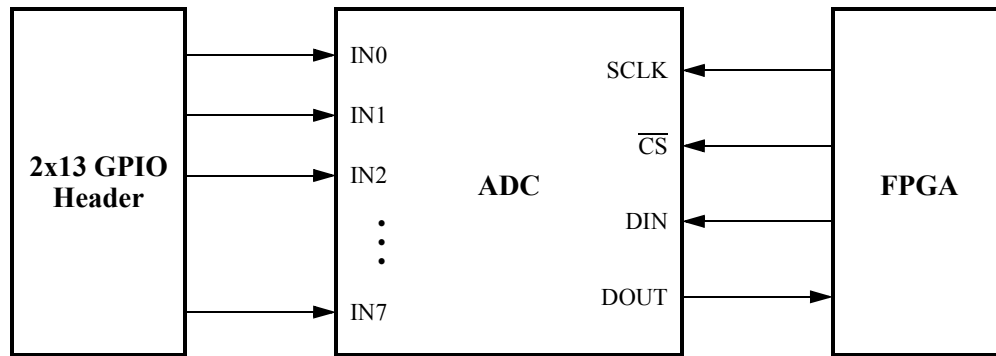 2x13 GPIO
Header
IN0
IN1
IN2
IN7
ADC
SCLK
CS
DIN
DOUT
FPGA